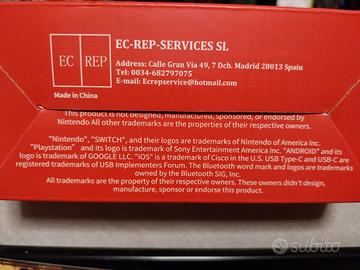 EC REP
EC-REP-SERVICES SL
Address: Calle Gran Via 49, 7 Dch. Madrid 28013 Spain
Tel: 0034-682797075
E-mail: Ecrepservice@hotmail.com
Made in China
This product is not designed, manufactured, sponsored, or endorsed by
Nintendo All other trademarks are the properties of their respective owners.
"Nintendo", "SWITCH", and their logos are trademark of Nintendo of America Inc.
"Playstation" and its logo is trademark of Sony Entertainment America Inc. "ANDROID" and its
logo is trademark of GOOGLE LLC. "iOS" is a trademark of Cisco in the U.S. USB Type-C and USB-C are
registered trademarks of USB Implementers Forum. The Bluetooth word mark and logos are trademarks
owned by the Bluetooth SIG, Inc.
All trademarks are the property of their respective owners. These owners didn't design,
manufacture, sponsor or endorse this product.
subito